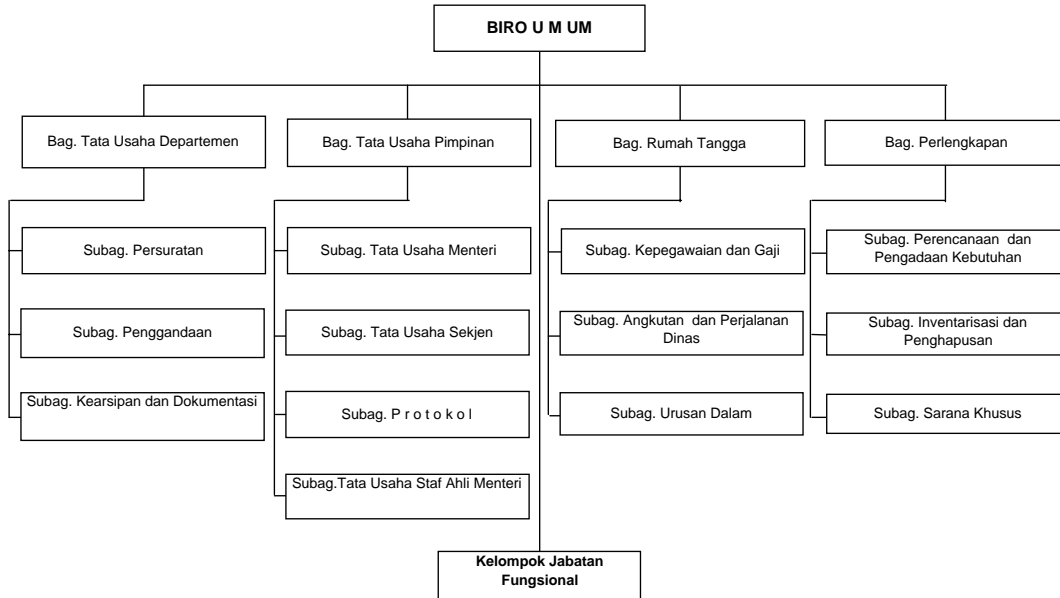 BIRO U M UM
Bag. Tata Usaha Departemen
Bag. Tata Usaha Pimpinan
Bag. Rumah Tangga
Bag. Perlengkapan
Subag. Persuratan
Subag. Tata Usaha Menteri
Subag. Kepegawaian dan Gaji
Subag. Perencanaan dan
Pengadaan Kebutuhan
Subag. Penggandaan
Subag. Tata Usaha Sekjen
Subag. Angkutan dan Perjalanan
Dinas
Subag. Inventarisasi dan
Penghapusan
Subag. Kearsipan dan Dokumentasi
Subag. P r o t o k o l
Subag. Urusan Dalam
Subag. Sarana Khusus
Subag.Tata Usaha Staf Ahli Menteri
Kelompok Jabatan
Fungsional